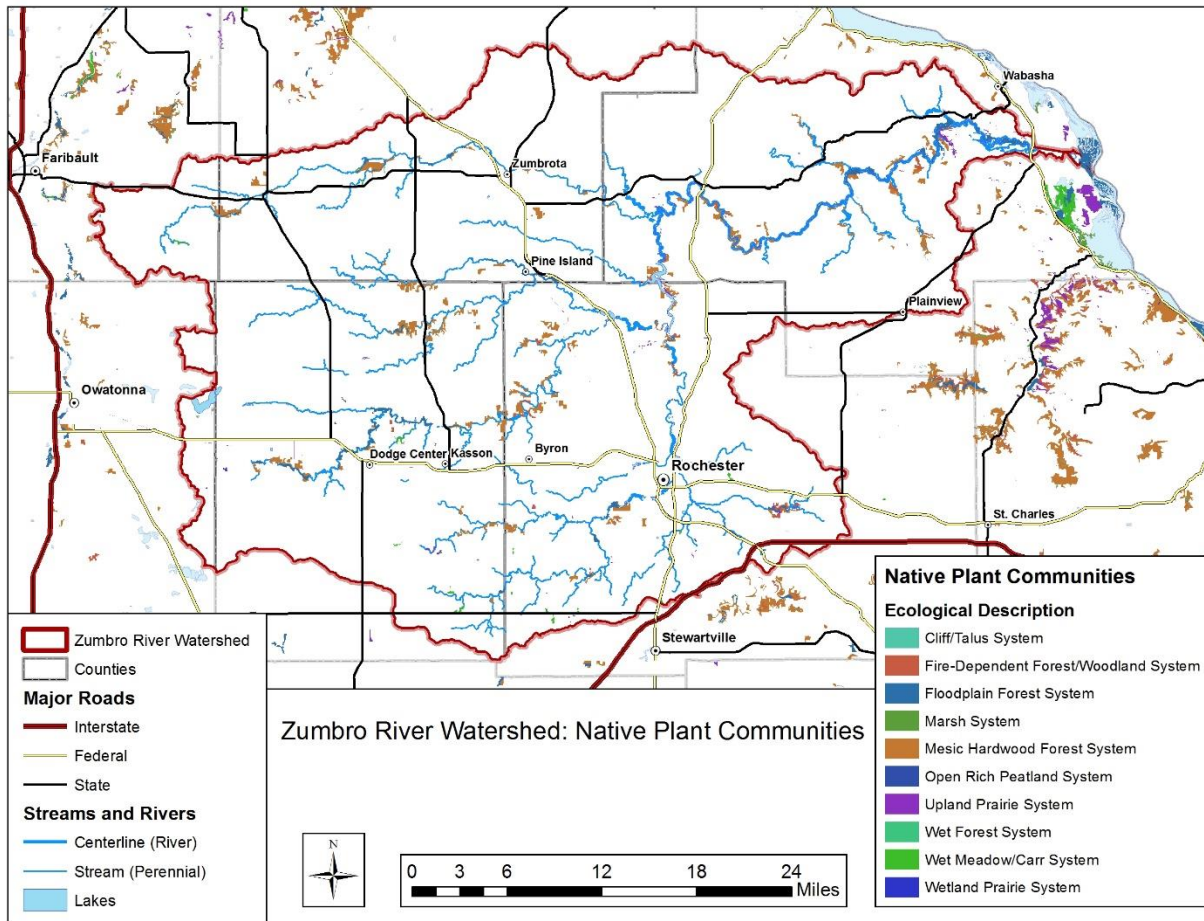 Wabasha
Faribault
Zumbrota
Pine Island
Plainview
Owatonna
Dodge Center
Kasson
Byron
Rochester
St. Charles
Stewartville
Zumbro River Watershed
Counties
Major Roads
Interstate
Federal
State
Streams and Rivers
Centerline (River)
Stream (Perennial)
Lakes
Zumbro River Watershed: Native Plant Communities
N
0 3 6 12 18 24
Miles
Native Plant Communities
Ecological Description
Cliff/Talus System
Fire-Dependent Forest/Woodland System
Floodplain Forest System
Marsh System
Mesic Hardwood Forest System
Open Rich Peatland System
Upland Prairie System
Wet Forest System
Wet Meadow/Carr System
Wetland Prairie System